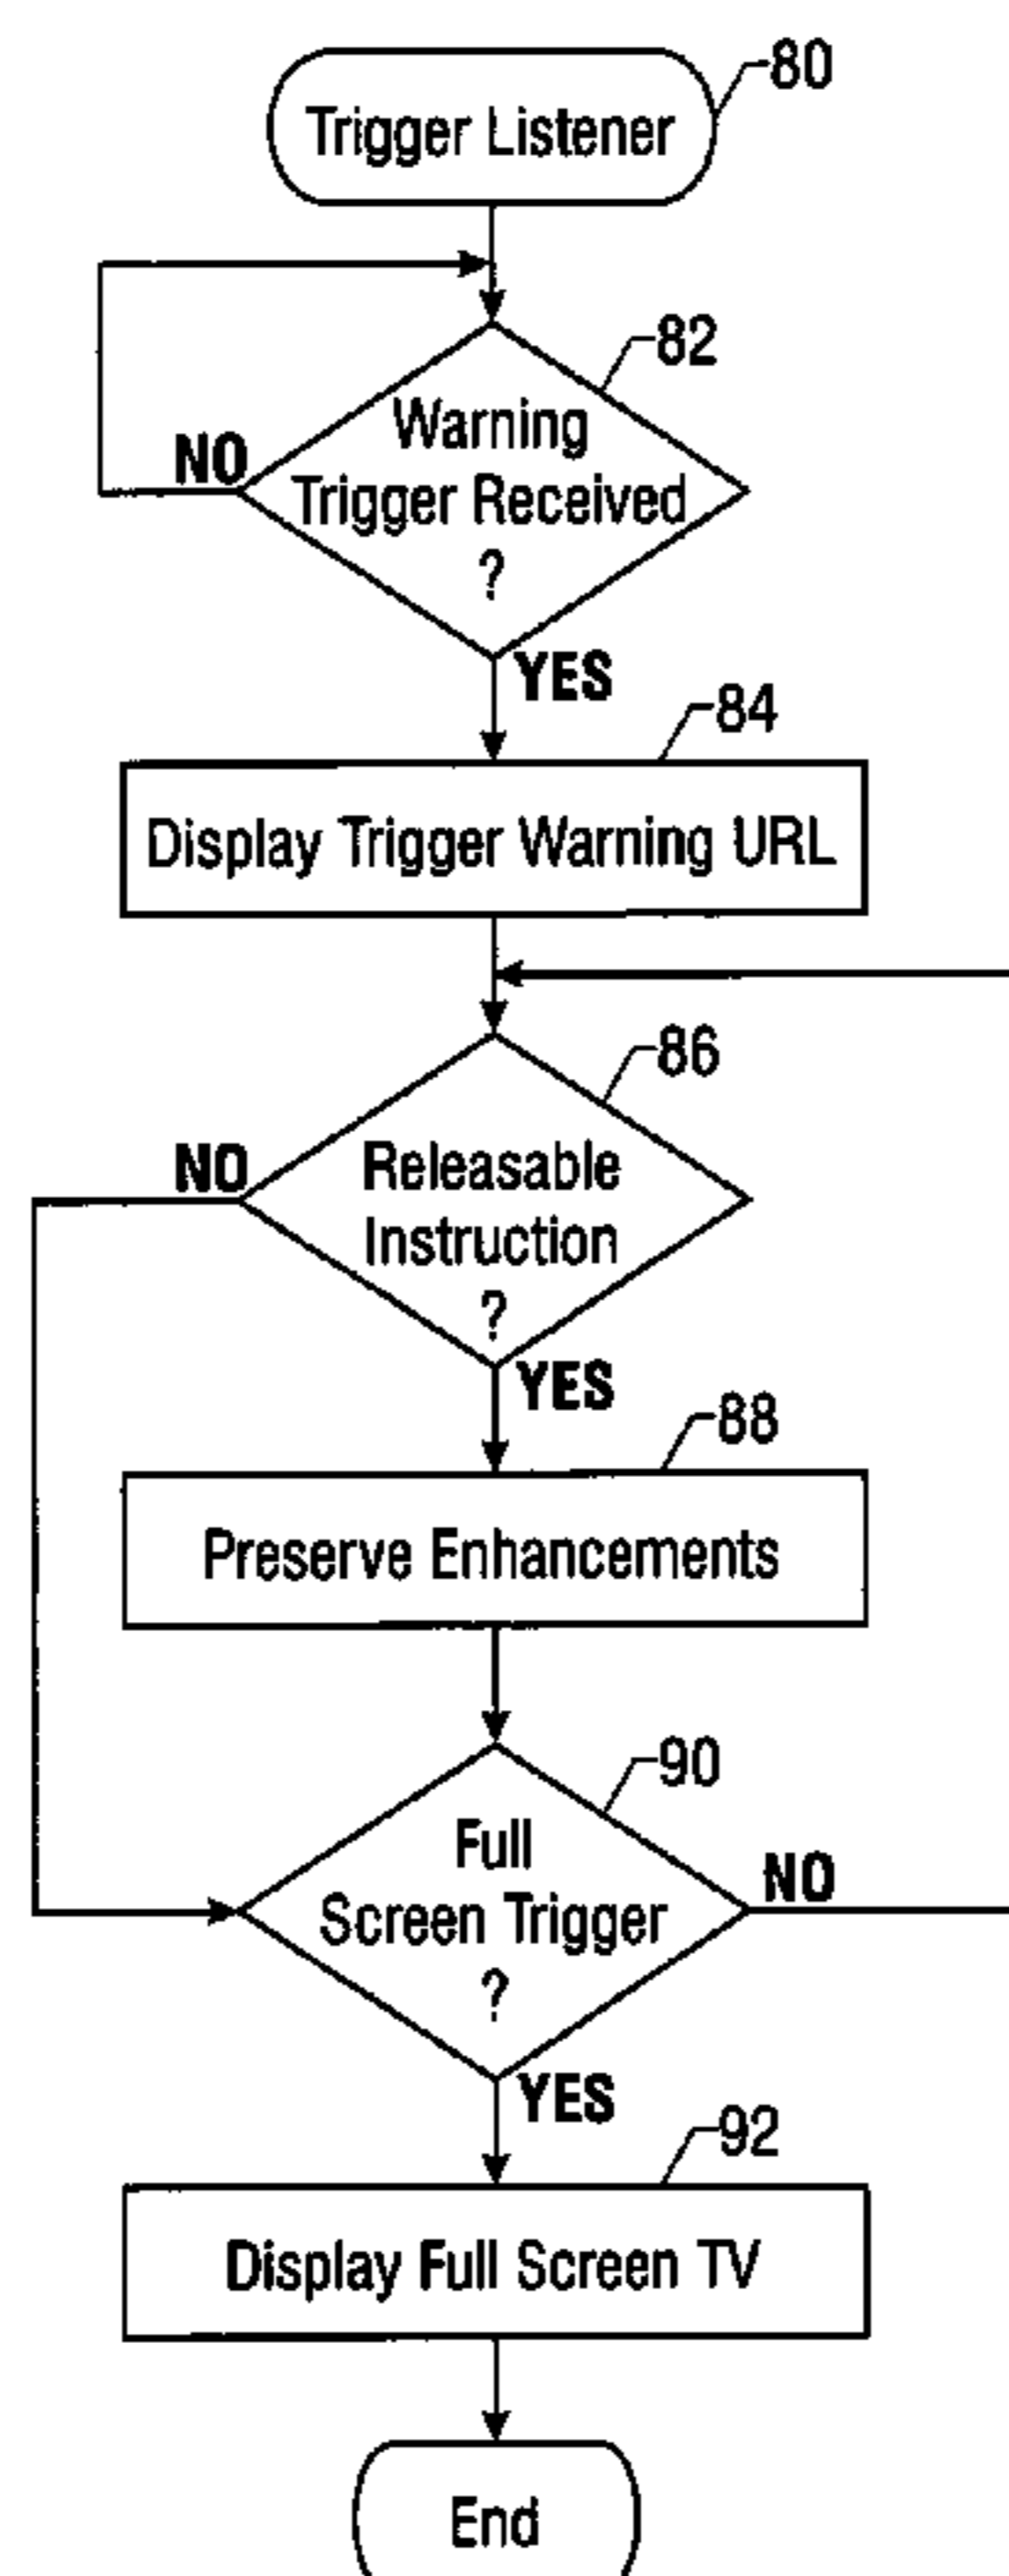 80
Trigger Listener
82
Warning
Trigger Received
?
NO
YES
84
Display Trigger Warning URL
86
Releasable
Instruction
?
NO
YES
88
Preserve Enhancements
90
Full
Screen Trigger
?
NO
YES
92
Display Full Screen TV
End